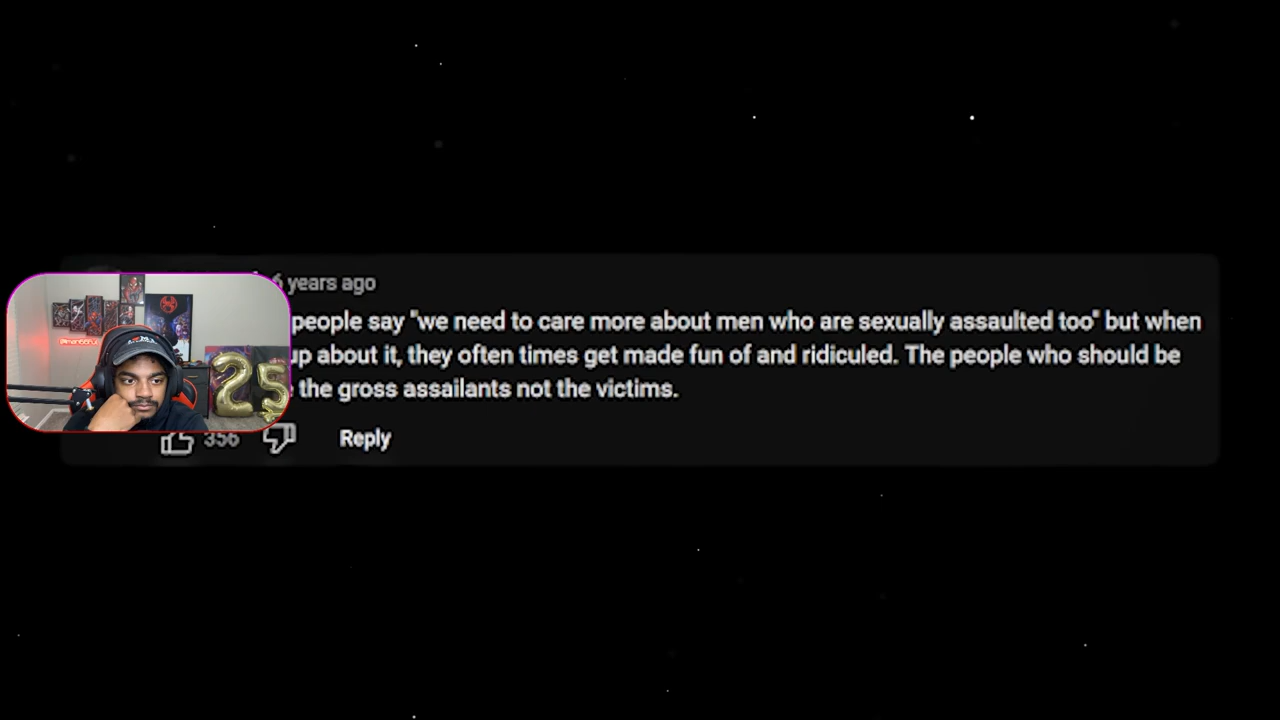 6 years ago
people say "we need to care more about men who are sexually assaulted too" but when
up about it, they often times get made fun of and ridiculed. The people who should be
the gross assailants not the victims.
356
Reply
25